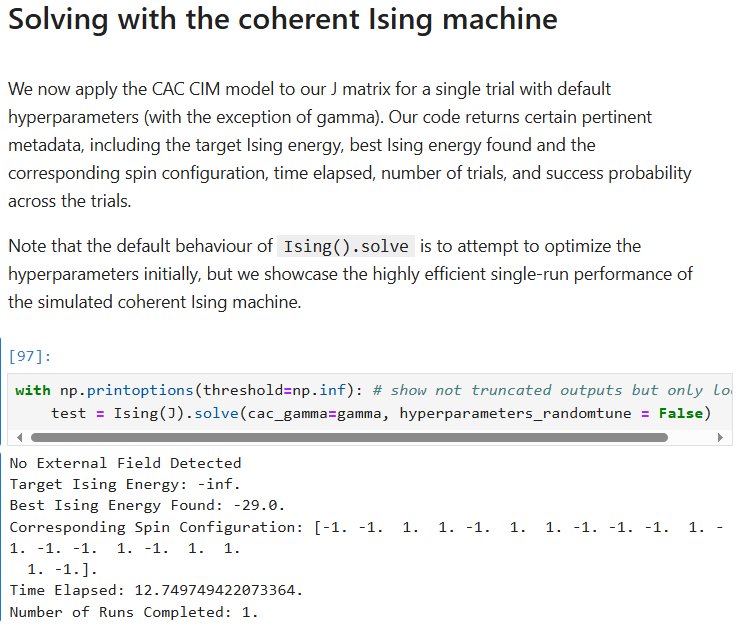 Solving with the coherent Ising machine
We now apply the CAC CIM model to our J matrix for a single trial with default
hyperparameters (with the exception of gamma). Our code returns certain pertinent
metadata, including the target Ising energy, best Ising energy found and the
corresponding spin configuration, time elapsed, number of trials, and success probability
across the trials.
Note that the default behaviour of Ising().solve is to attempt to optimize the
hyperparameters initially, but we showcase the highly efficient single-run performance of
the simulated coherent Ising machine.
[97]:
with np.printoptions(threshold=np.inf): # show not truncated outputs but only lo
    test = Ising(J).solve(cac_gamma=gamma, hyperparameters_randomtune = False)
No External Field Detected
Target Ising Energy: -inf.
Best Ising Energy Found: -29.0.
Corresponding Spin Configuration: [-1. -1.  1.  1. -1.  1.  1. -1. -1. -1.  1. -
1. -1. -1.  1. -1.  1.  1.
  1. -1.].
Time Elapsed: 12.749749422073364.
Number of Runs Completed: 1.